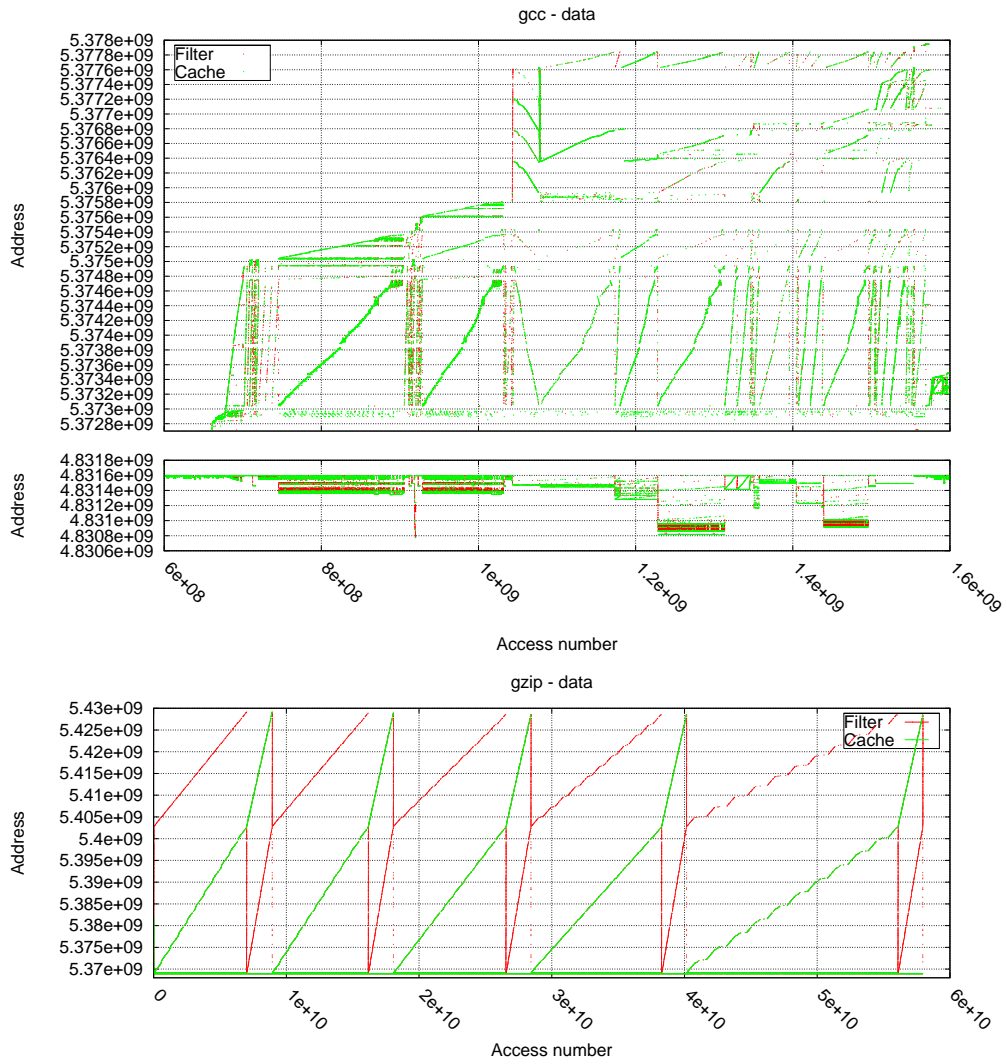 gcc - data
5.378e+09
5.3778e+09
5.3776e+09
5.3774e+09
5.3772e+09
5.377e+09
5.3768e+09
5.3766e+09
5.3764e+09
5.3762e+09
5.376e+09
5.3758e+09
5.3756e+09
5.3754e+09
5.3752e+09
5.375e+09
5.3748e+09
5.3746e+09
5.3744e+09
5.3742e+09
5.374e+09
5.3738e+09
5.3736e+09
5.3734e+09
5.3732e+09
5.373e+09
5.3728e+09
Address
Filter
Cache
4.8318e+09
4.8316e+09
4.8314e+09
4.8312e+09
4.831e+09
4.8308e+09
4.8306e+09
Address
6e+08
8e+08
1e+09
1.2e+09
1.4e+09
1.6e+09
Access number
gzip - data
5.43e+09
5.425e+09
5.42e+09
5.415e+09
5.41e+09
5.405e+09
5.4e+09
5.395e+09
5.39e+09
5.385e+09
5.38e+09
5.375e+09
5.37e+09
Address
Filter
Cache
0
1e+10
2e+10
3e+10
4e+10
5e+10
6e+10
Access number